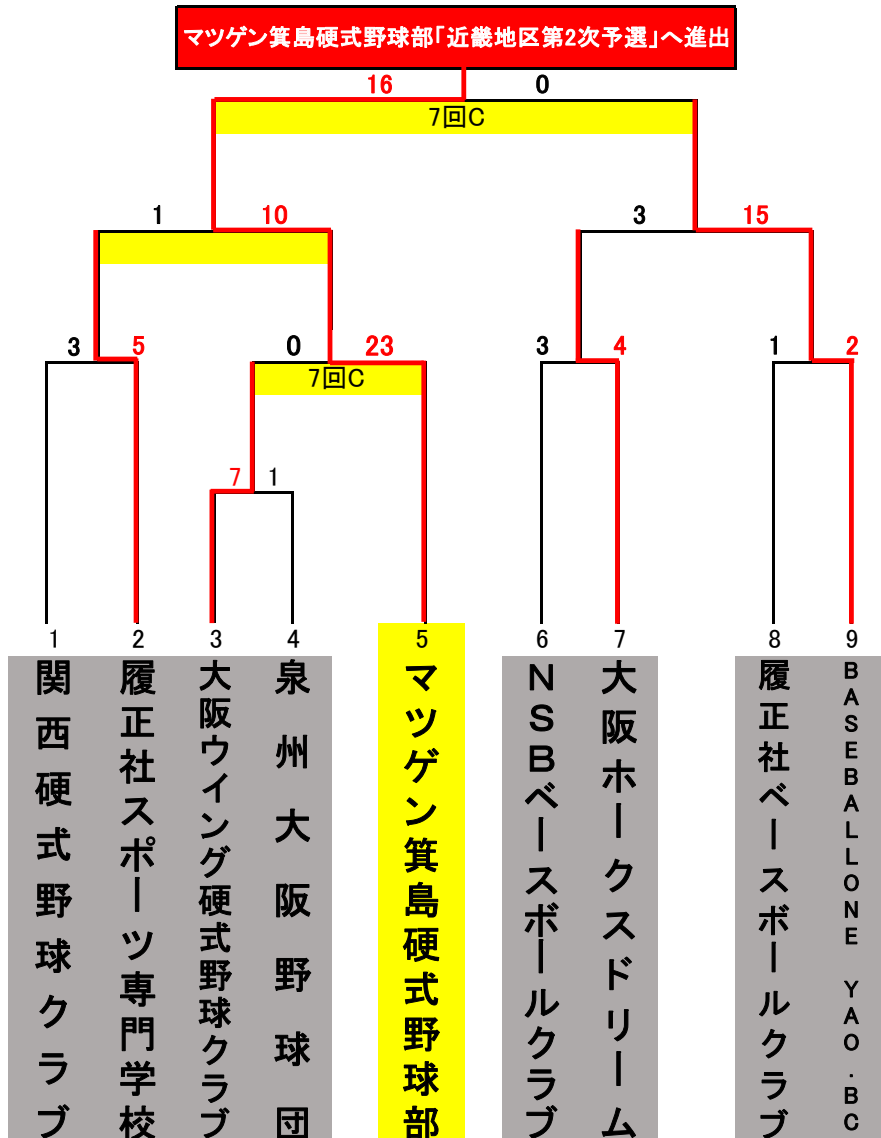 マツゲン箕島硬式野球部「近畿地区第2次予選」へ進出
16 0
7回C
1 10 3 15
3 5 0 23 3 4 1 2
7回C
7 1
1 2 3 4 5 6 7 8 9
関西硬式野球クラブ
履正社スポーツ専門学校
大阪ウイング硬式野球クラブ
泉州大阪野球団
マツゲン箕島硬式野球部
NSBベースボールクラブ
大阪ホークスドリーム
履正社ベースボールクラブ
BASEBALLONE YAO.BC